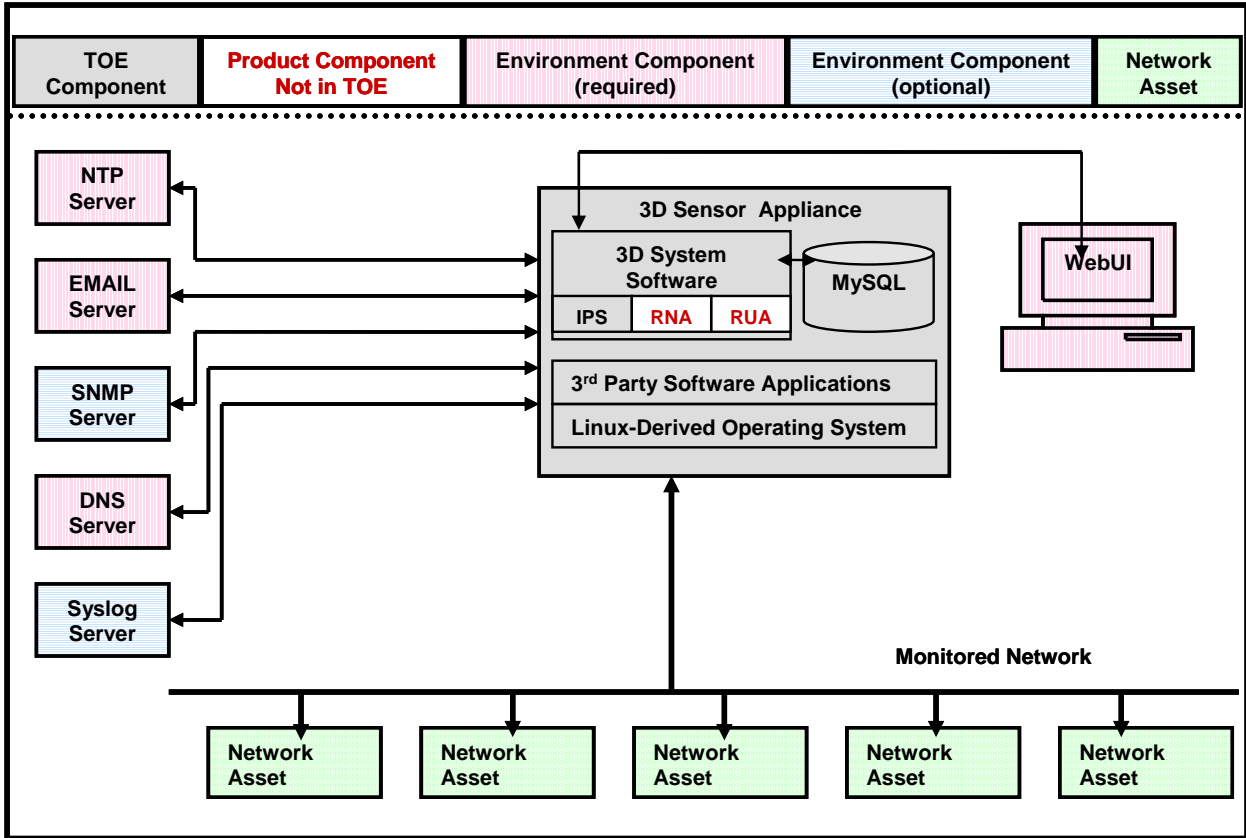 TOE
Component
Product Component
Not in TOE
Environment Component
(required)
Environment Component
(optional)
Network
Asset
NTP
Server
EMAIL
Server
SNMP
Server
DNS
Server
Syslog
Server
3D Sensor Appliance
3D System
Software
IPS
RNA
RUA
MySQL
3rd Party Software Applications
Linux-Derived Operating System
WebUI
Monitored Network
Network
Asset
Network
Asset
Network
Asset
Network
Asset
Network
Asset